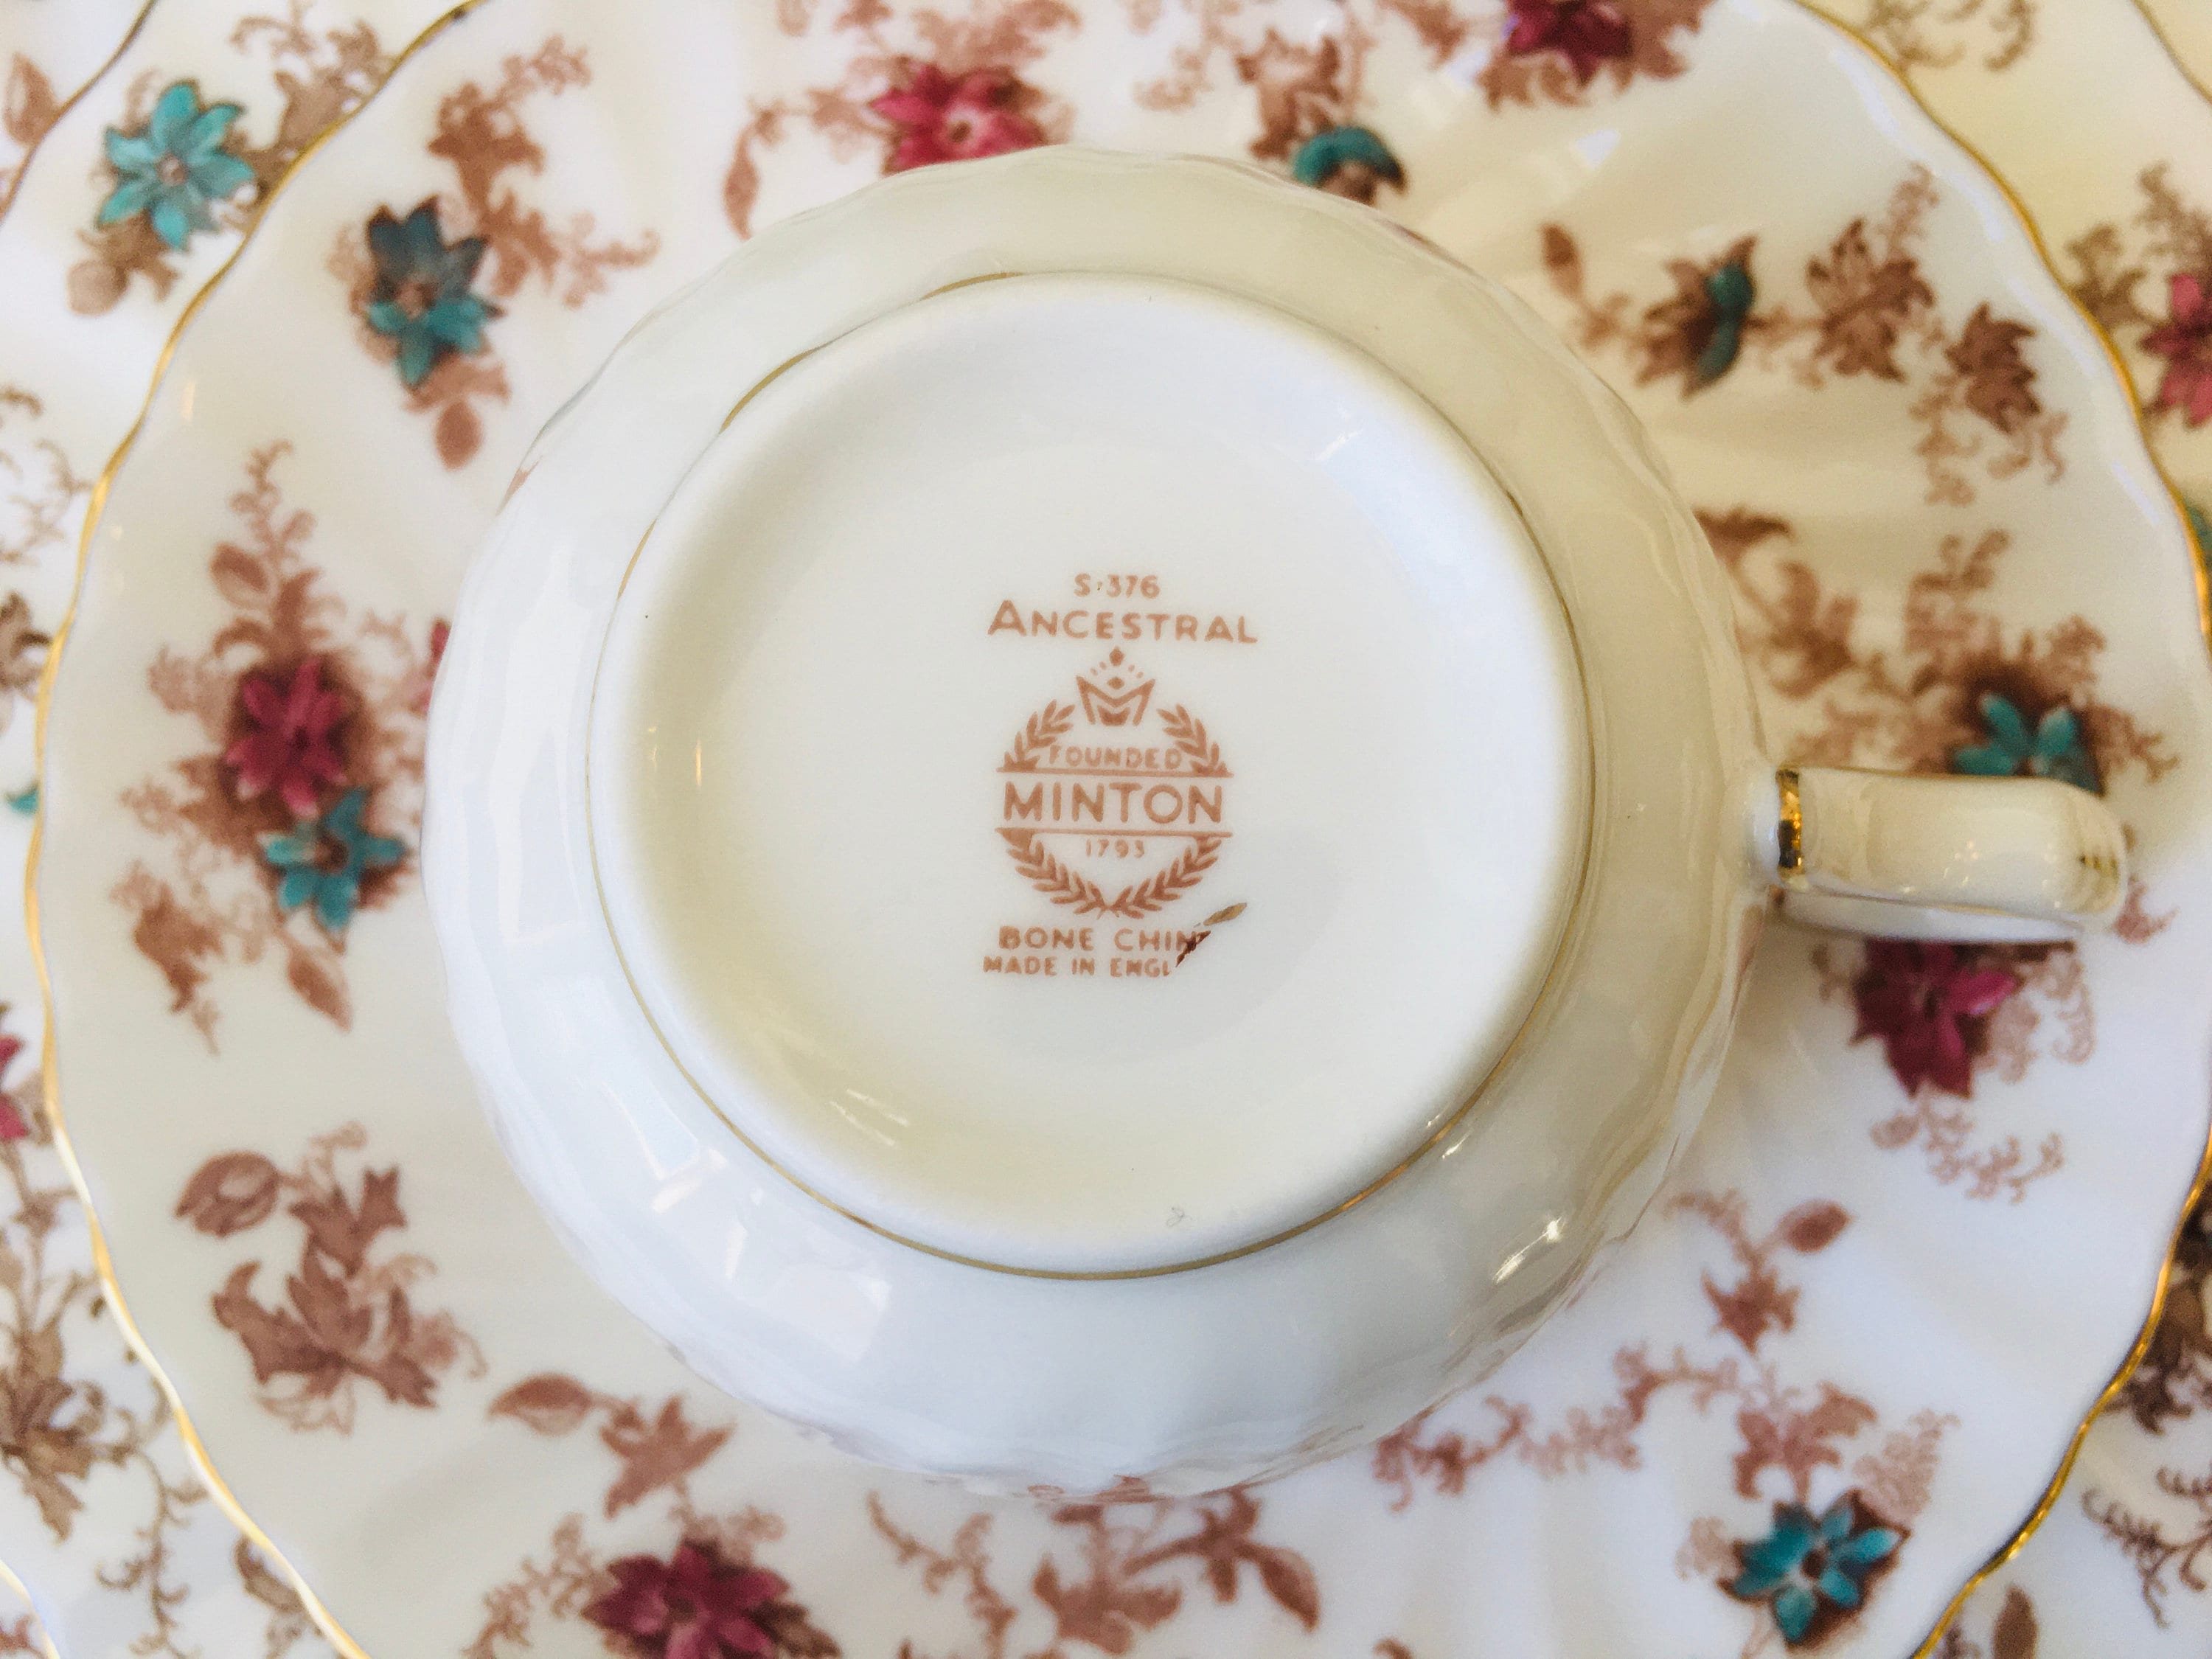 S-376
ANCESTRAL
FOUNDED
MINTON
1793
BONE CHIN
MADE IN ENGL